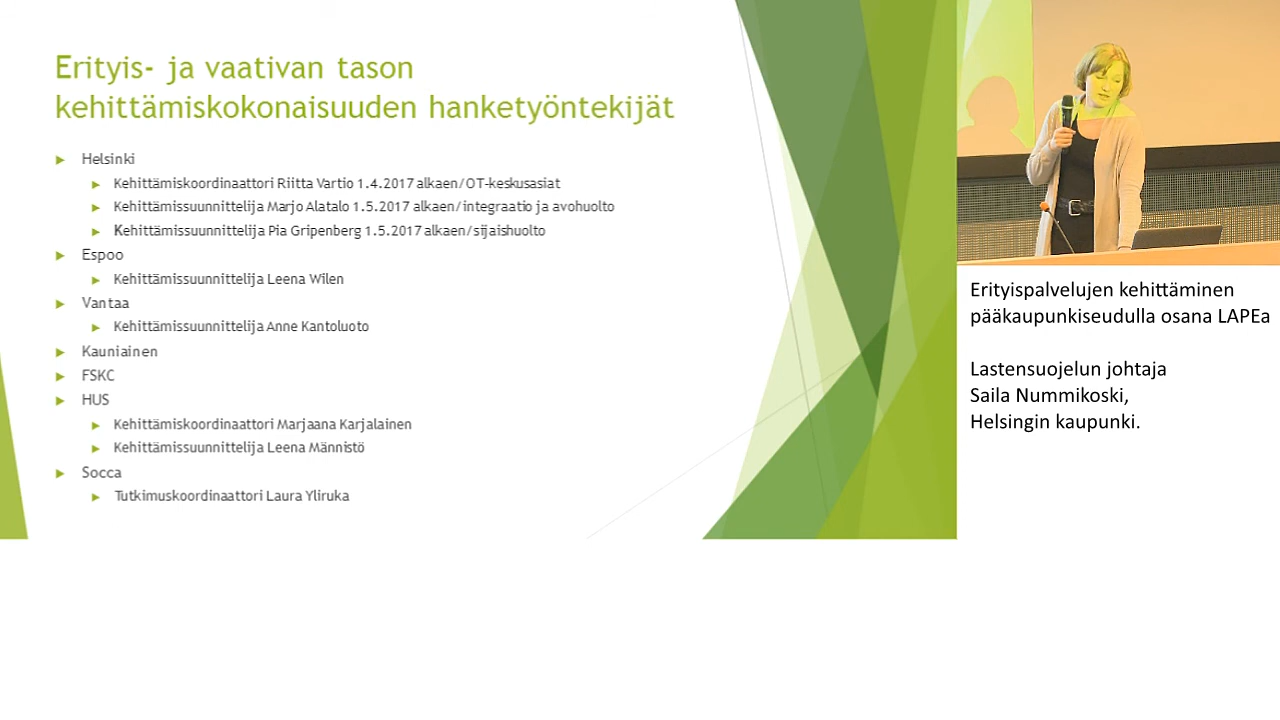 Erityis- ja vaativan tason
kehittämiskokonaisuuden hanketyöntekijät
Helsinki
Kehittämiskoordinaattori Riitta Vartio 1.4.2017 alkaen/OT-keskusasiat
Kehittämissuunnittelija Marjo Alatalo 1.5.2017 alkaen/integraatio ja avohuolto
Kehittämissuunnittelija Pia Gripenberg 1.5.2017 alkaen/sijaishuolto
Espoo
Kehittämissuunnittelija Leena Wilen
Vantaa
Kehittämissuunnittelija Anne Kantoluoto
Kauniainen
FSKC
HUS
Kehittämiskoordinaattori Marjaana Karjalainen
Kehittämissuunnittelija Leena Männistö
Socca
Tutkimuskoordinaattori Laura Yliruka
Erityispalvelujen kehittäminen
pääkaupunkiseudulla osana LAPEa
Lastensuojelun johtaja
Saila Nummikoski,
Helsingin kaupunki.